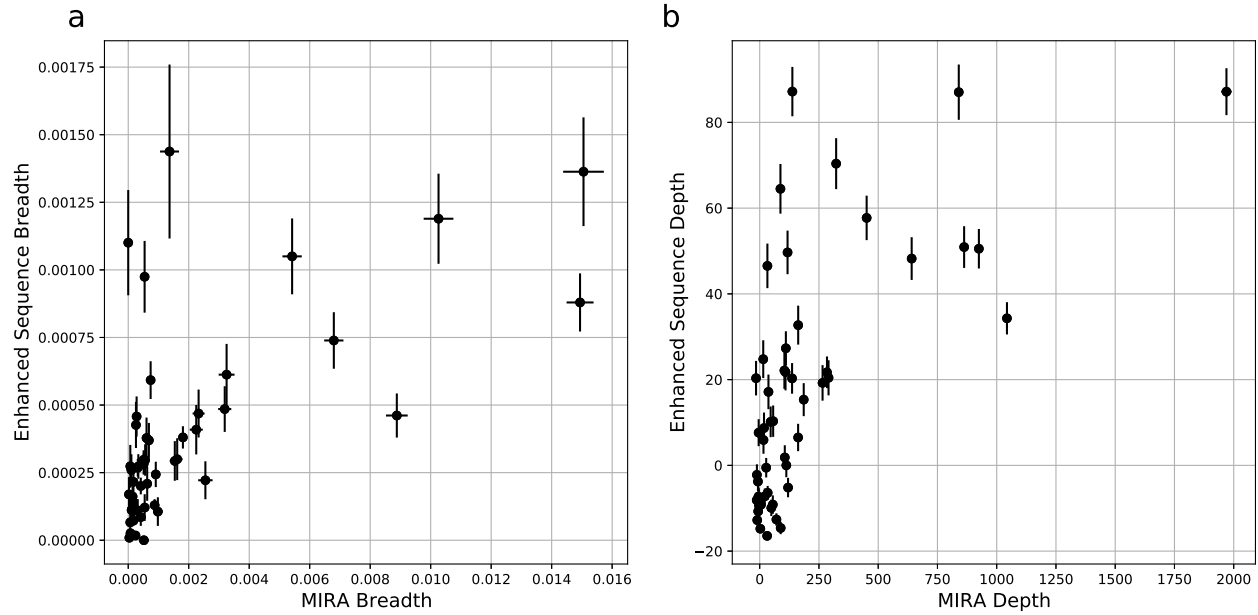 a
0.00175
0.00150
0.00125
0.00100
0.00075
0.00050
0.00025
0.00000
Enhanced Sequence Breadth
0.000 0.002 0.004 0.006 0.008 0.010 0.012 0.014 0.016
MIRA Breadth
b
80
60
40
20
0
−20
Enhanced Sequence Depth
0 250 500 750 1000 1250 1500 1750 2000
MIRA Depth